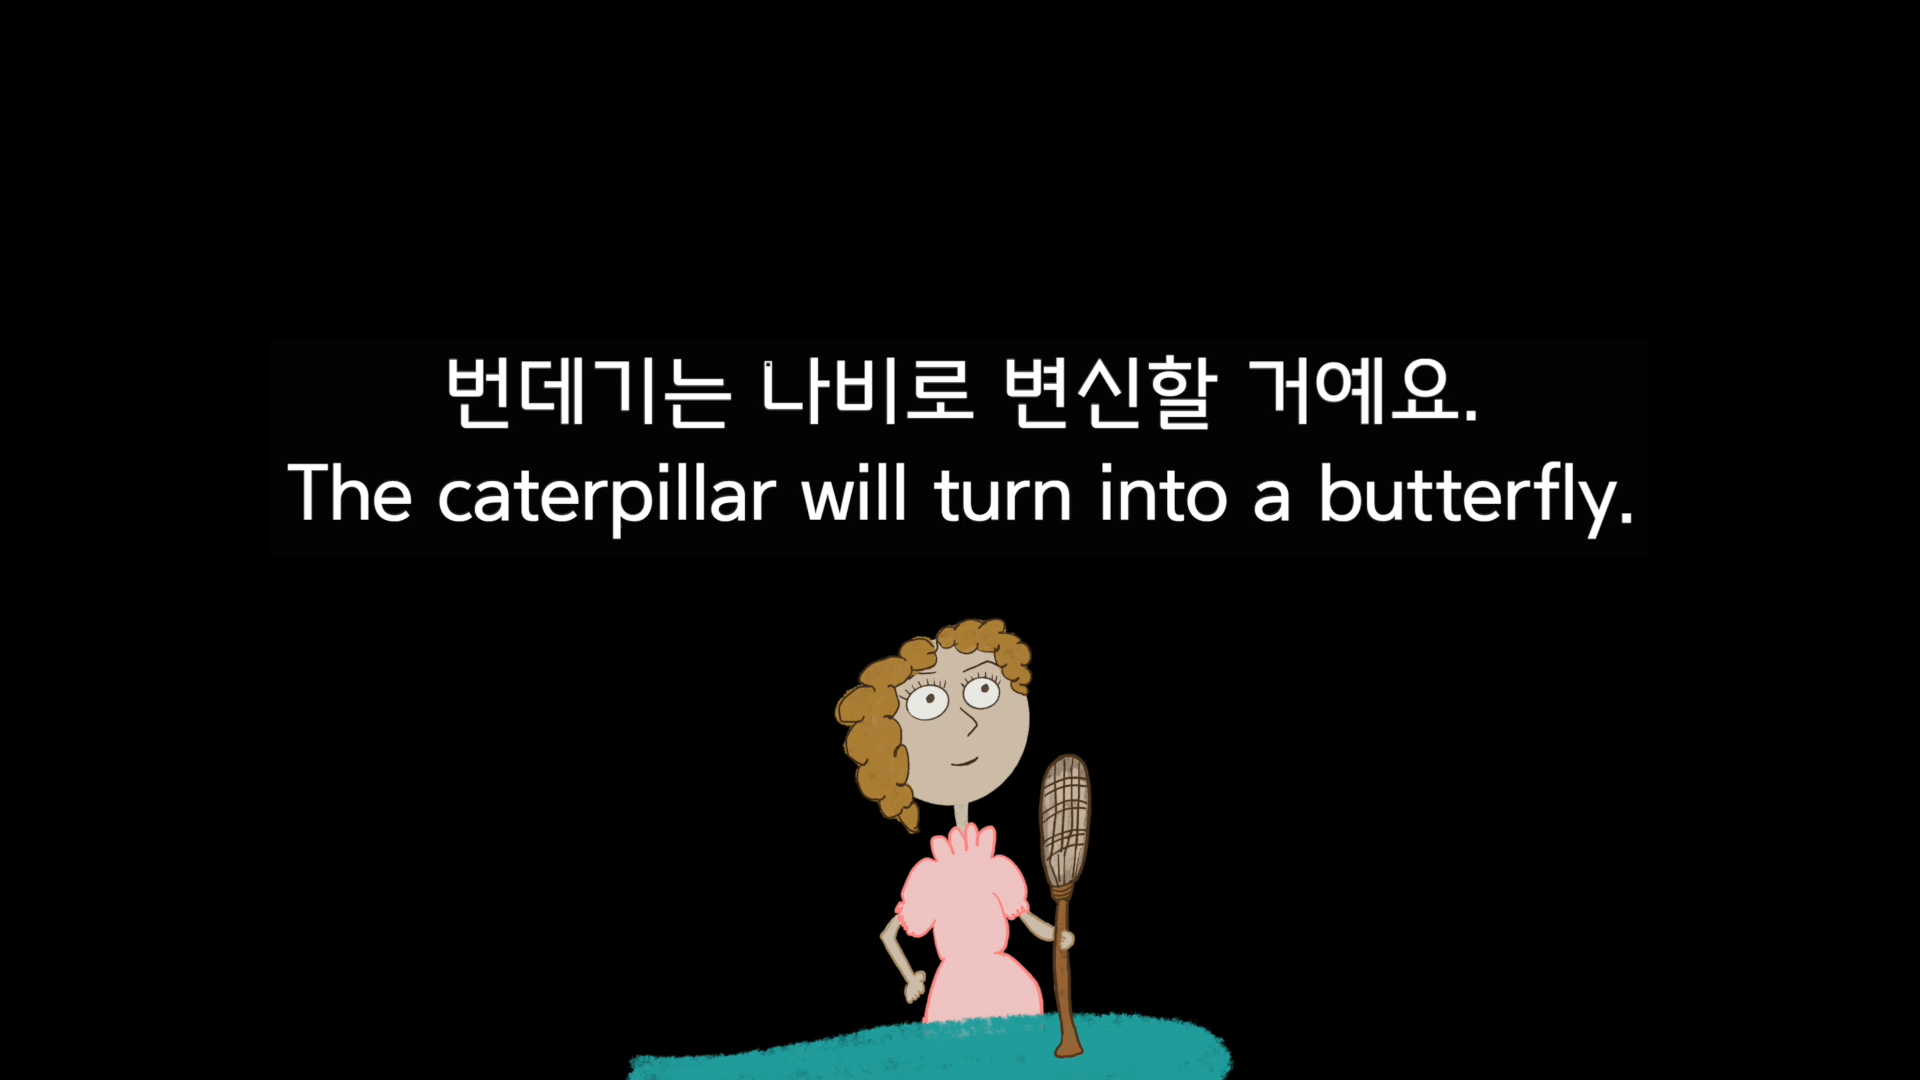 번데기는 나비로 변신할 거예요.
The caterpillar will turn into a butterfly.